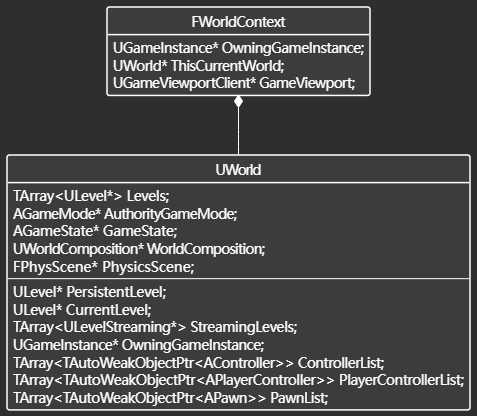 FWorldContext
UGameInstance* OwningGameInstance;
UWorld* ThisCurrentWorld;
UGameViewportClient* GameViewport;
UWorld
TArray<ULevel*> Levels;
AGameMode* AuthorityGameMode;
AGameState* GameState;
UWorldComposition* WorldComposition;
FPhysScene* PhysicsScene;
ULevel* PersistentLevel;
ULevel* CurrentLevel;
TArray<ULevelStreaming*> StreamingLevels;
UGameInstance* OwningGameInstance;
TArray<TAutoWeakObjectPtr<AController>> ControllerList;
TArray<TAutoWeakObjectPtr<APlayerController>> PlayerControllerList;
TArray<TAutoWeakObjectPtr<APawn>> PawnList;